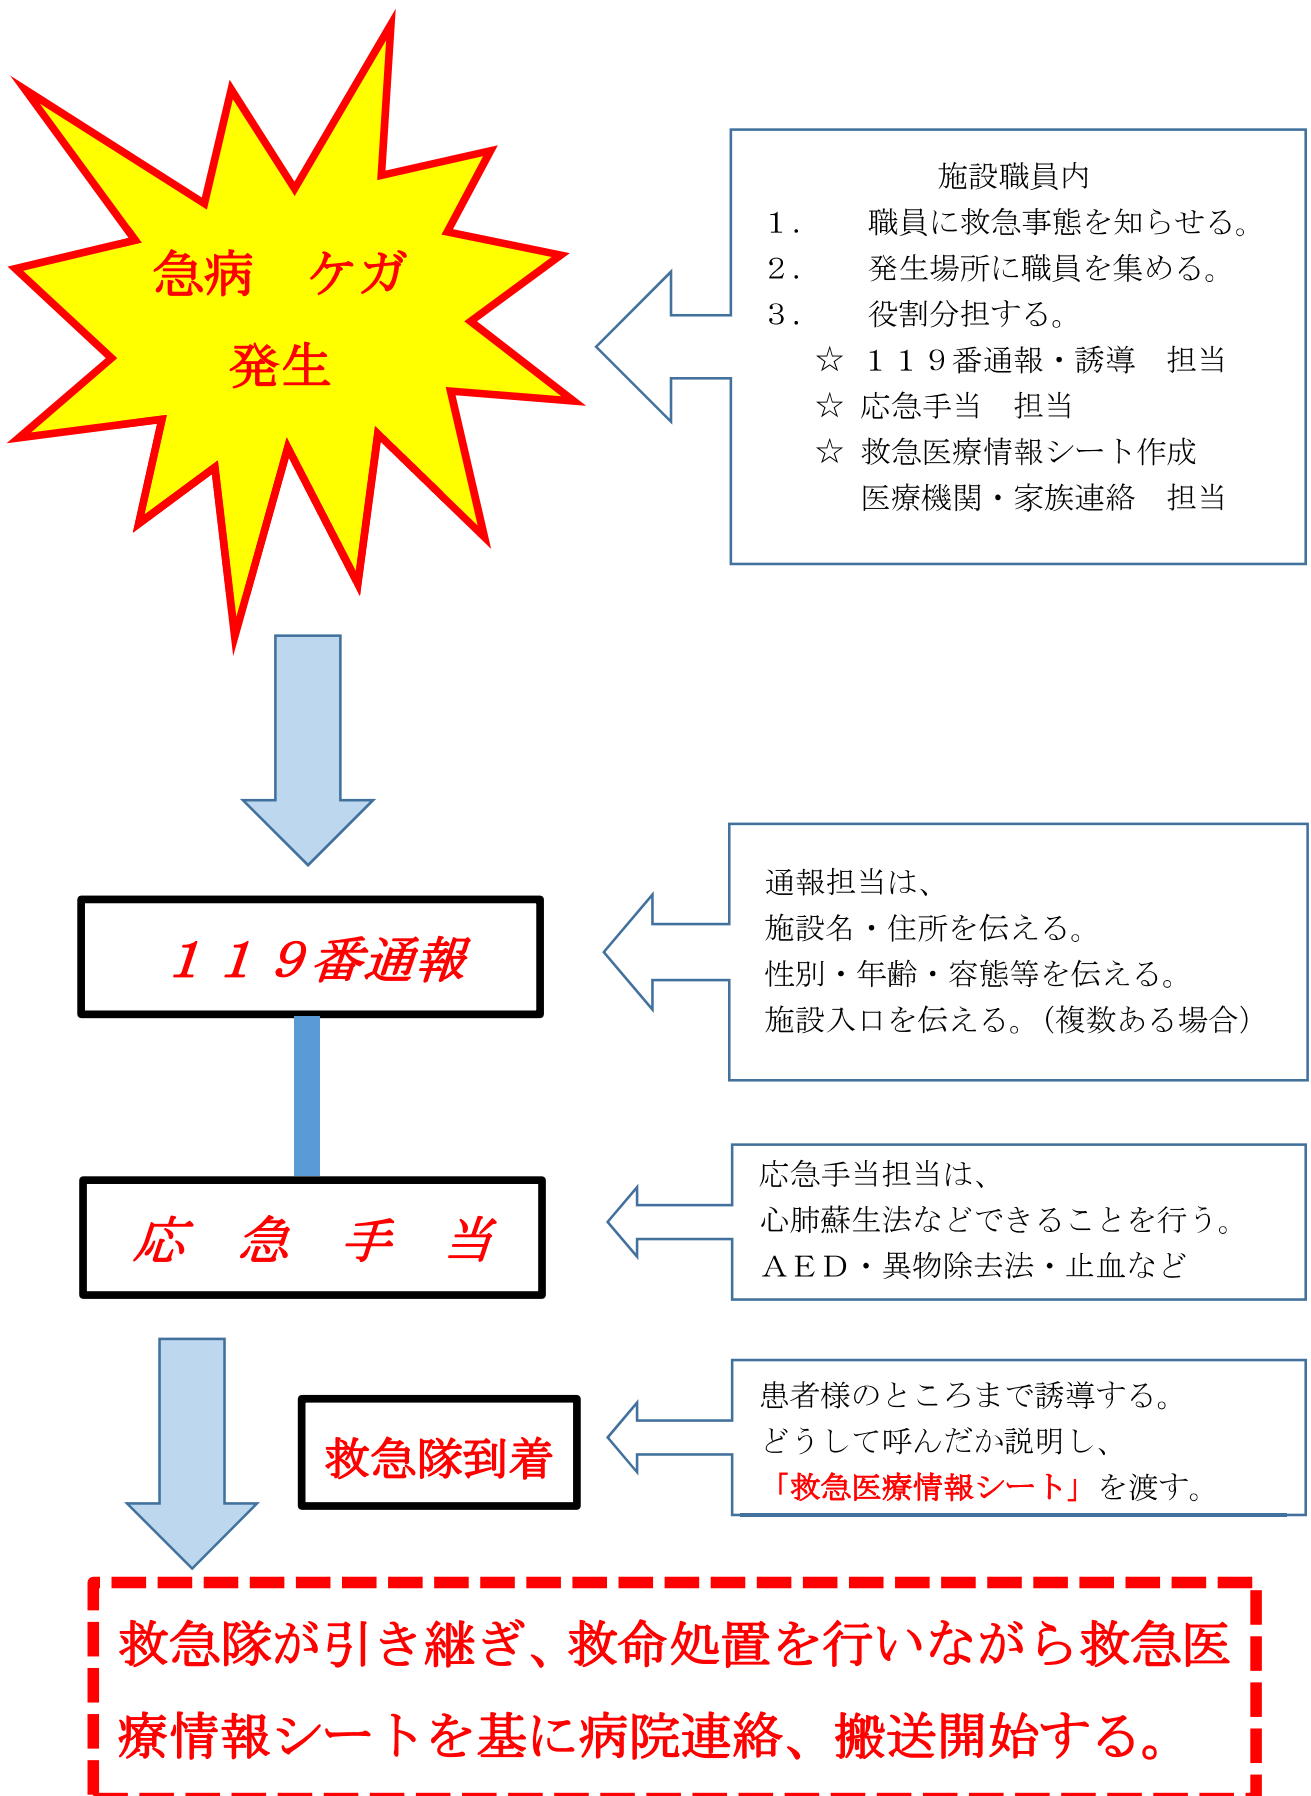 急病　ケガ
発生
施設職員内
１．　職員に救急事態を知らせる。
２．　発生場所に職員を集める。
３．　役割分担する。
☆ １１９番通報・誘導　担当
☆ 応急手当　担当
☆ 救急医療情報シート作成
医療機関・家族連絡　担当
１１９番通報
通報担当は、
施設名・住所を伝える。
性別・年齢・容態等を伝える。
施設入口を伝える。（複数ある場合）
応　急　手　当
応急手当担当は、
心肺蘇生法などできることを行う。
ＡＥＤ・異物除去法・止血など
救急隊到着
患者様のところまで誘導する。
どうして呼んだか説明し、
「救急医療情報シート」を渡す。
救急隊が引き継ぎ、救命処置を行いながら救急医
療情報シートを基に病院連絡、搬送開始する。